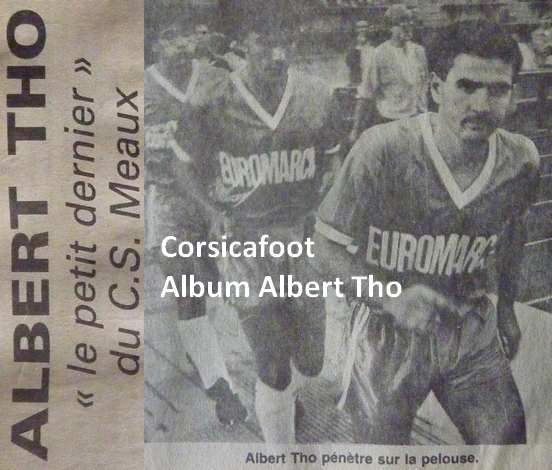 ALBERT THO
« le petit dernier »
du C.S. Meaux
EUROMARC
EUROMARC
Corsicafoot
Album Albert Tho
Albert Tho pénètre sur la pelouse.